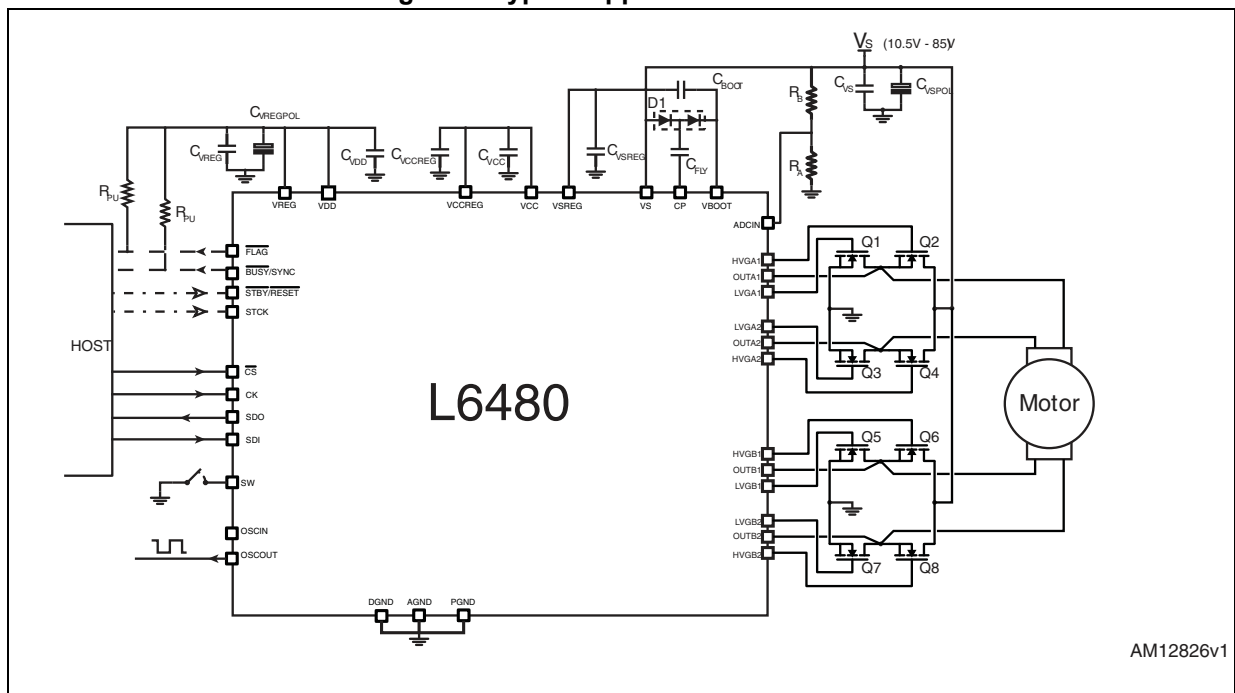 Vs (10.5V - 85V)
CBOOT
D1
RB
CVS
CVSPOL
CVREGPOL
CVREG
CVDD
CVCCREG
CVCC
CVSREG
CFLY
RA
RPU
RPU
VREG
VDD
VCCREG
VCC
VSREG
VS
CP
VBOOT
ADCIN
FLAG
BUSY/SYNC
STBY/RESET
STCK
HOST
CS
CK
SDO
SDI
SW
OSCIN
OSCOUT
L6480
HVGA1
OUTA1
LVGA1
LVGA2
OUTA2
HVGA2
HVGB1
OUTB1
LVGB1
LVGB2
OUTB2
HVGB2
Q1
Q2
Q3
Q4
Q5
Q6
Q7
Q8
Motor
DGND
AGND
PGND
AM12826v1